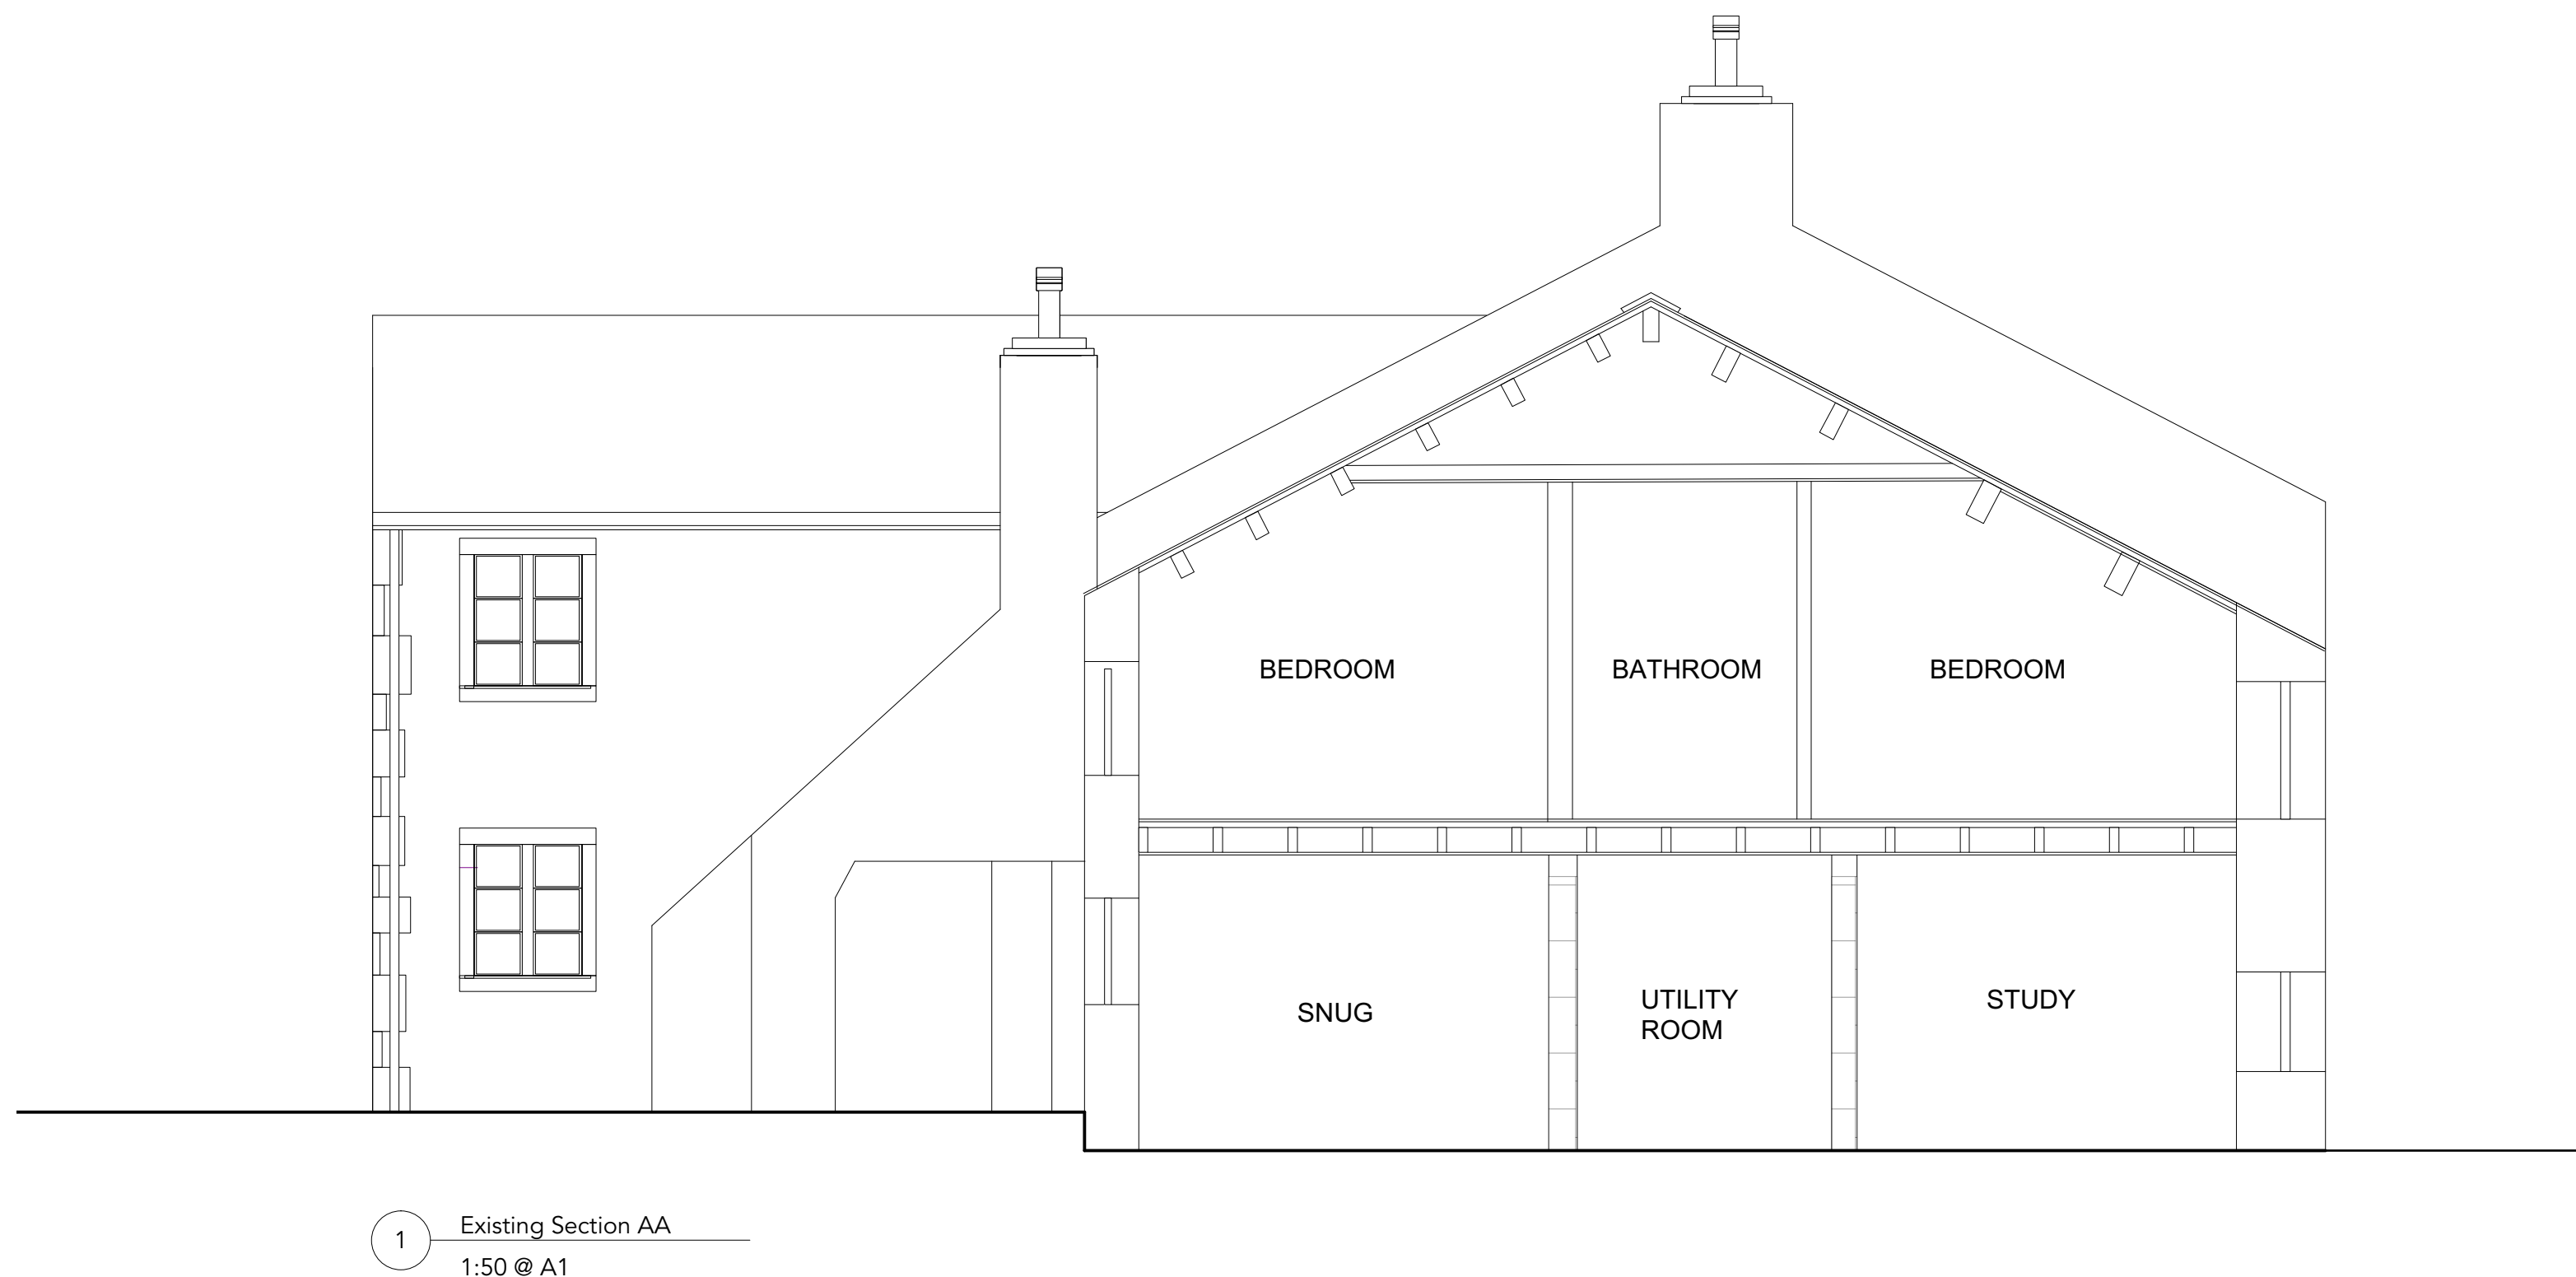 BEDROOM
BATHROOM
BEDROOM
SNUG
UTILITY
ROOM
STUDY
1
Existing Section AA
1:50 @ A1